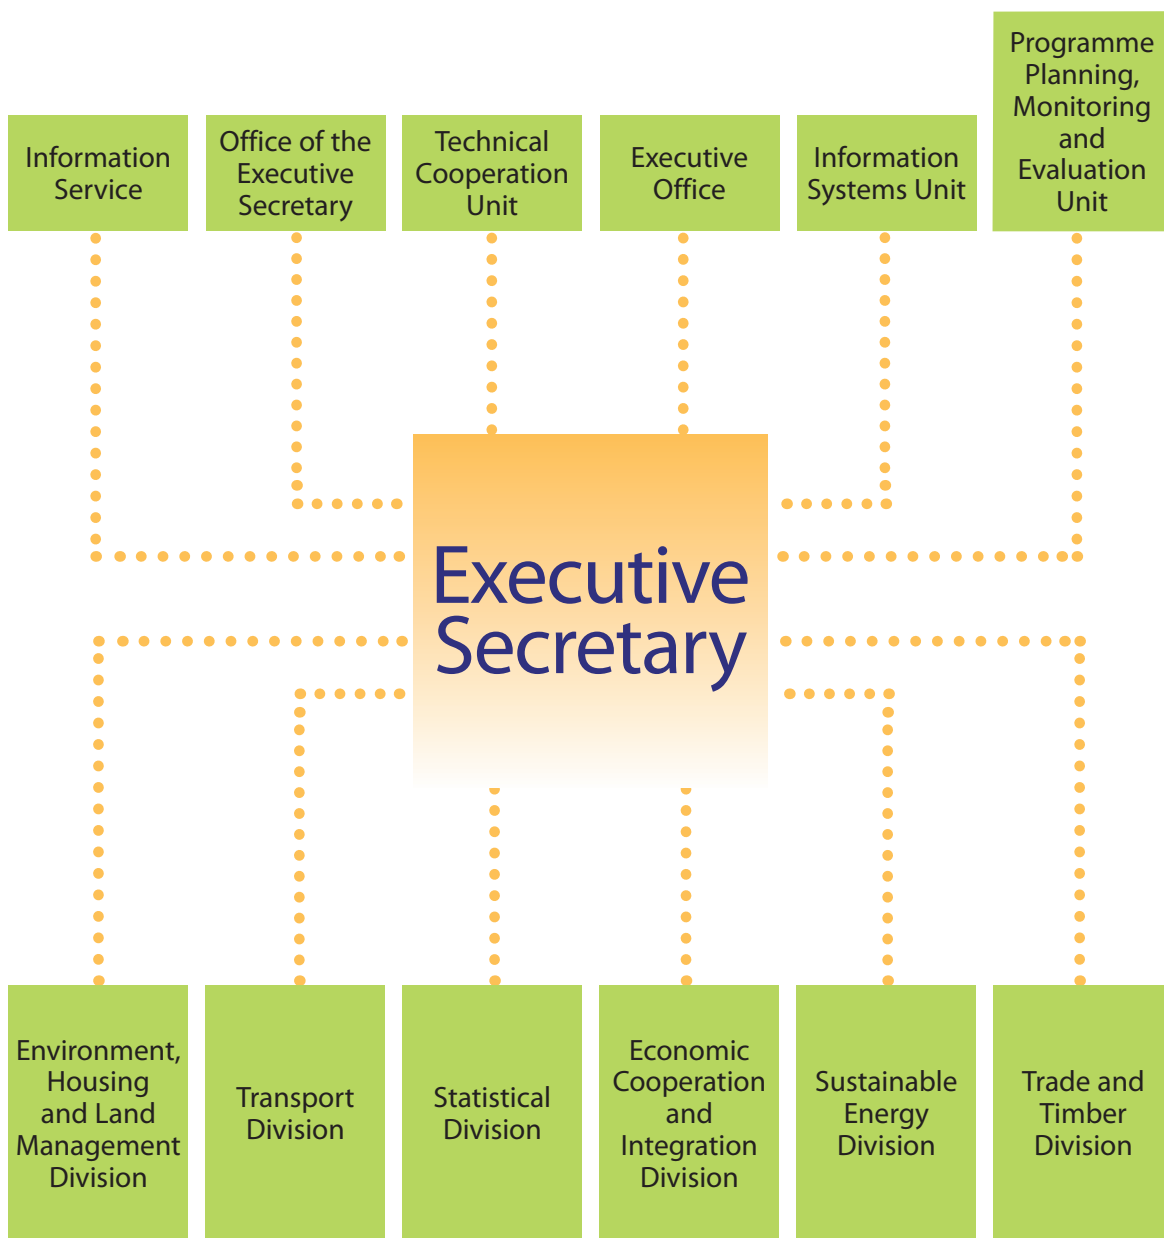 Information
Service
Office of the
Executive
Secretary
Technical
Cooperation
Unit
Executive
Office
Information
Systems Unit
Programme
Planning,
Monitoring
and
Evaluation
Unit
Executive
Secretary
Environment,
Housing
and Land
Management
Division
Transport
Division
Statistical
Division
Economic
Cooperation
and
Integration
Division
Sustainable
Energy
Division
Trade and
Timber
Division